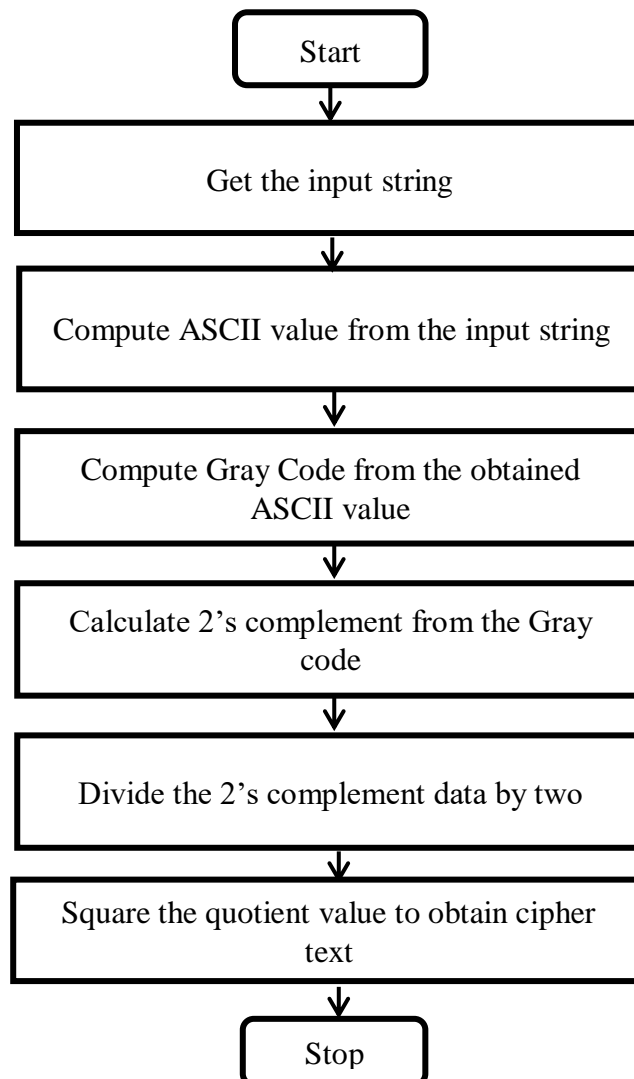 Start
Get the input string
Compute ASCII value from the input string
Compute Gray Code from the obtained
ASCII value
Calculate 2’s complement from the Gray
code
Divide the 2’s complement data by two
Square the quotient value to obtain cipher
text
Stop